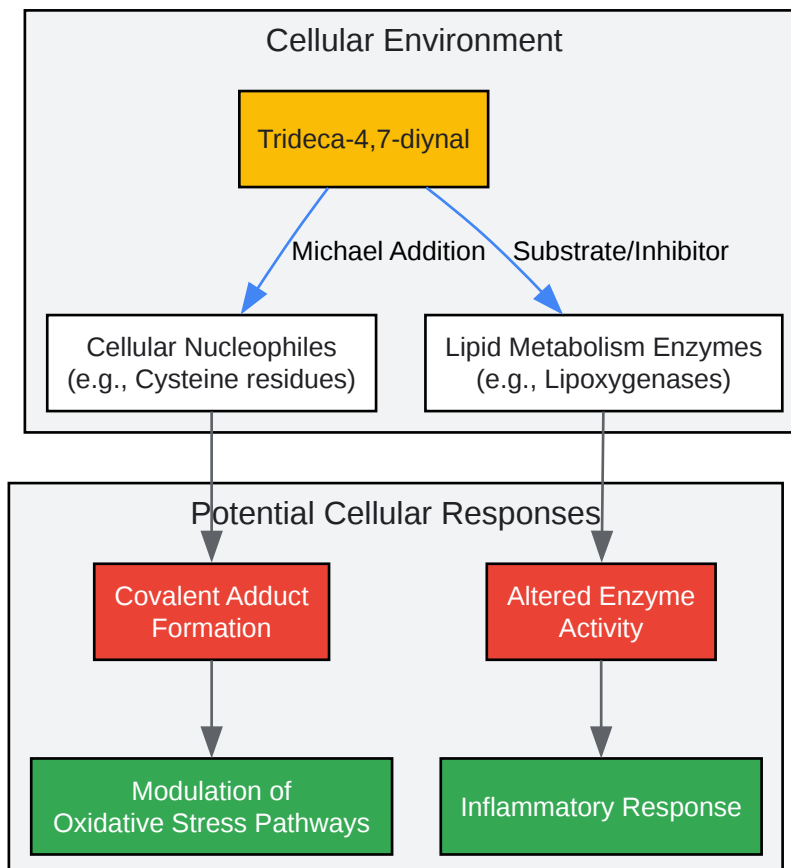 Cellular Environment
Trideca-4,7-diynal
Michael Addition
Substrate/Inhibitor
Cellular Nucleophiles
(e.g., Cysteine residues)
Lipid Metabolism Enzymes
(e.g., Lipoxygenases)
Potential Cellular Responses
Covalent Adduct
Formation
Altered Enzyme
Activity
Modulation of
Oxidative Stress Pathways
Inflammatory Response